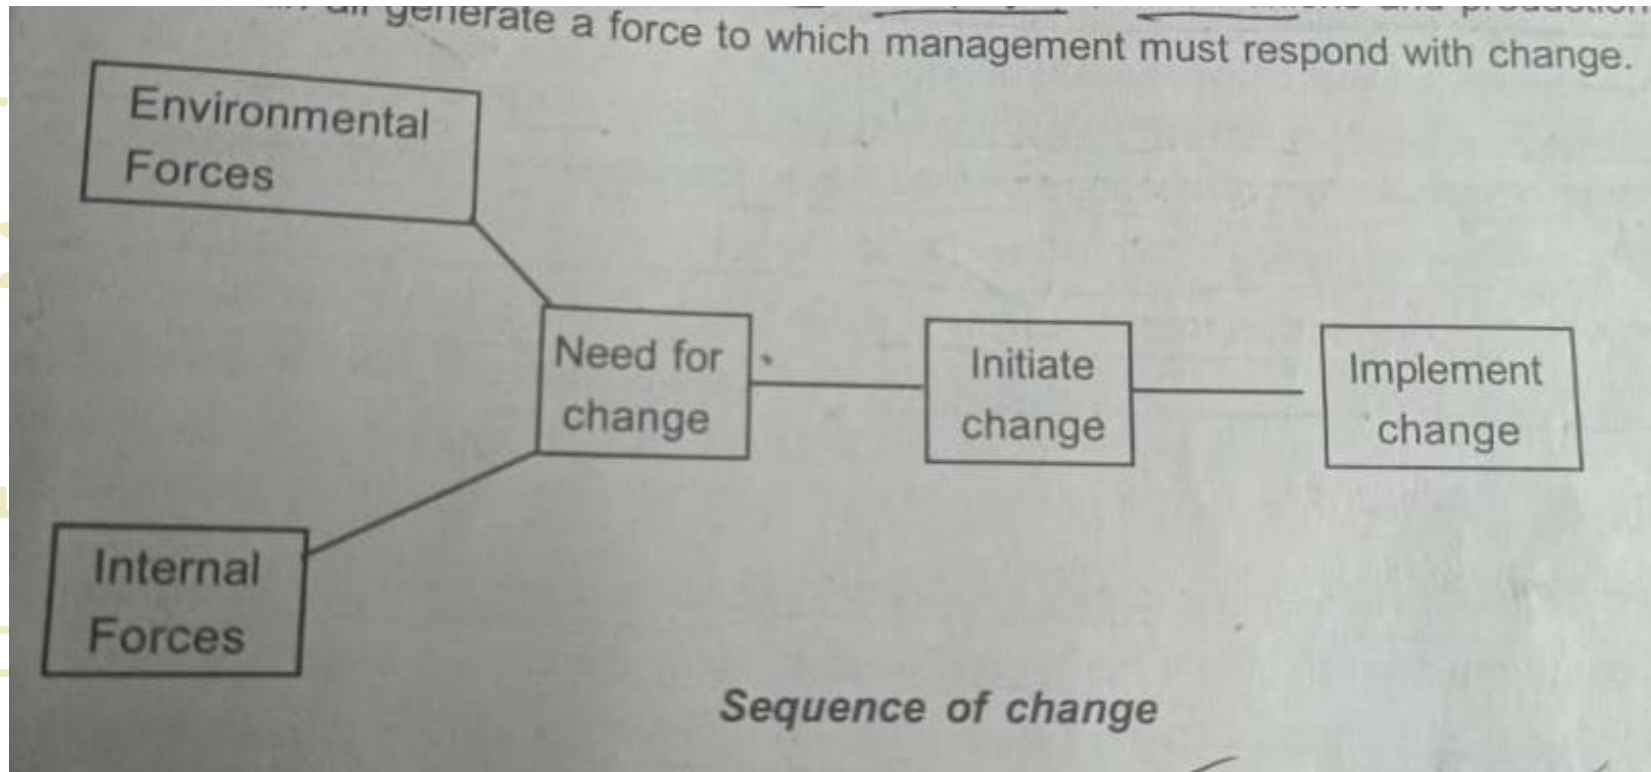 all generate a force to which management must respond with change.
Environmental
Forces
Need for
change
Initiate
change
Implement
change
Internal
Forces
Sequence of change